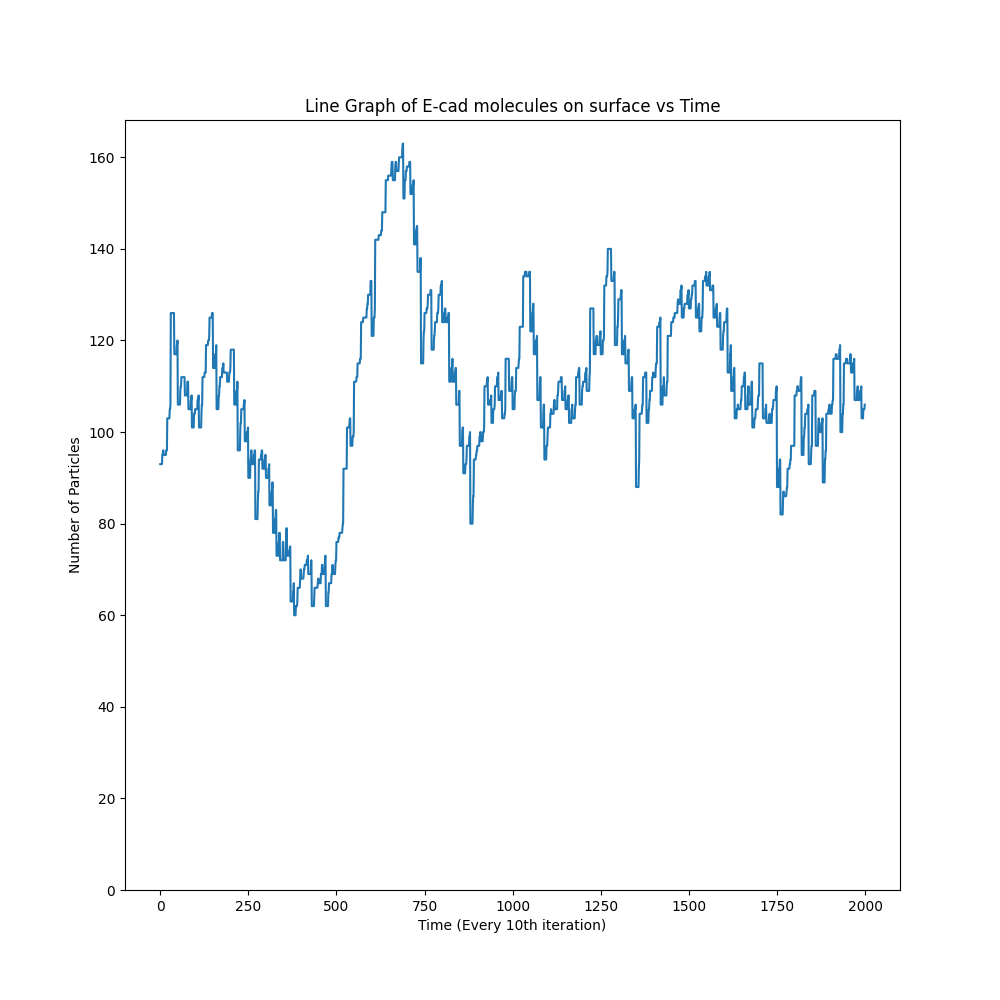 Line Graph of E-cad molecules on surface vs Time
160
140
120
100
80
60
40
20
0
Number of Particles
0 250 500 750 1000 1250 1500 1750 2000
Time (Every 10th iteration)